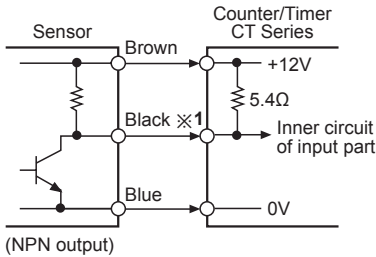 Counter/Timer
Sensor
CT Series
Brown
+12V
5.4Ω
Black ※1
Inner circuit
of input part
Blue
0V
(NPN output)